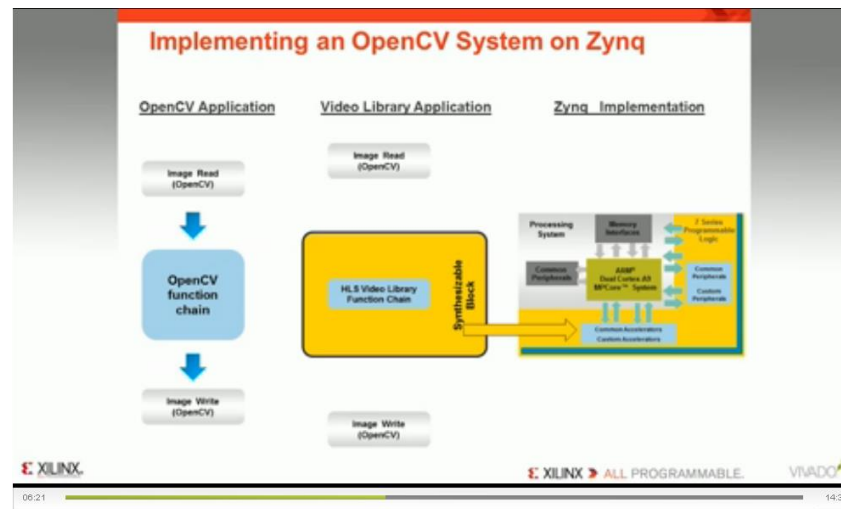 Implementing an OpenCV System on Zynq
OpenCV Application
Video Library Application
Zynq Implementation
Image Read
(OpenCV)
OpenCV
function
chain
Image Write
(OpenCV)
Image Read
(OpenCV)
HLS Video Library
Function Chain
Synthesizable
Block
Image Write
(OpenCV)
Processing
System
Memory
Interfaces
7 Series
Programmable
Logic
Common
Peripherals
ARM®
Dual Cortex A9
MPCore™ System
Common
Peripherals
Custom
Peripherals
Common Accelerators
Custom Accelerators
XILINX.
XILINX ALL PROGRAMMABLE.
VIVADO
06:21